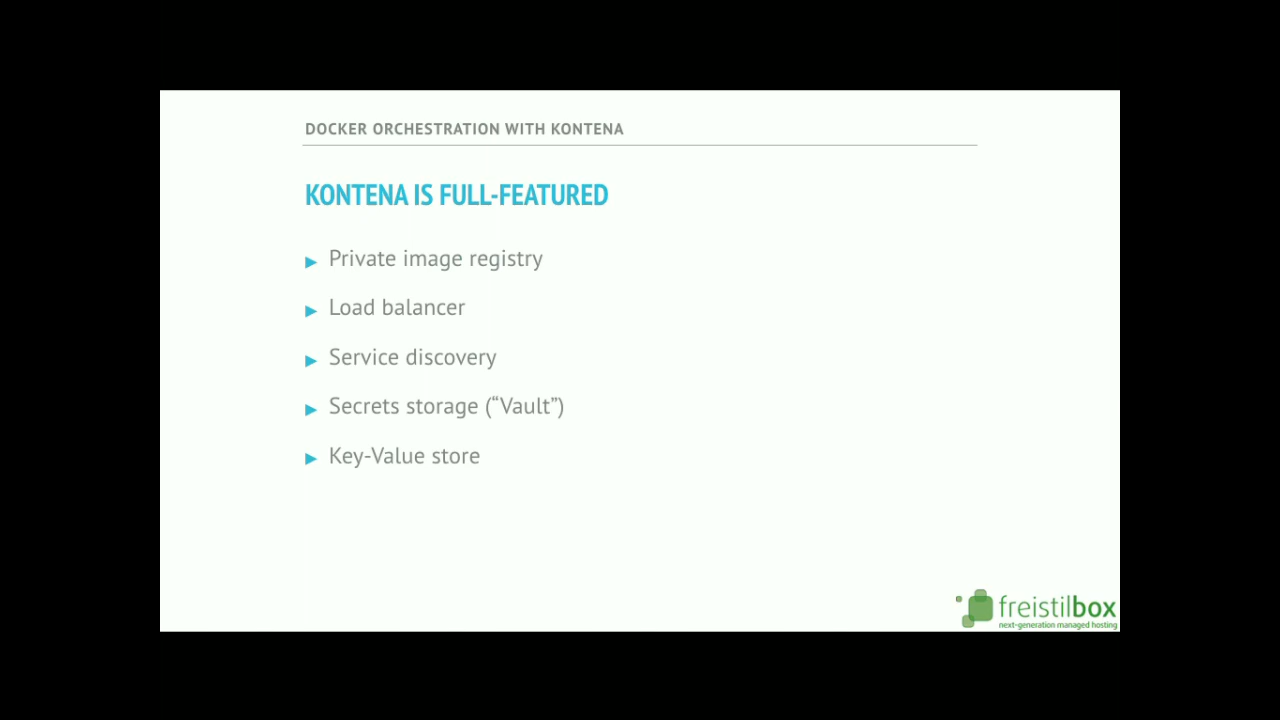 DOCKER ORCHESTRATION WITH KONTENA
KONTENA IS FULL-FEATURED
Private image registry
Load balancer
Service discovery
Secrets storage (“Vault”)
Key-Value store
freistilbox
next-generation managed hosting